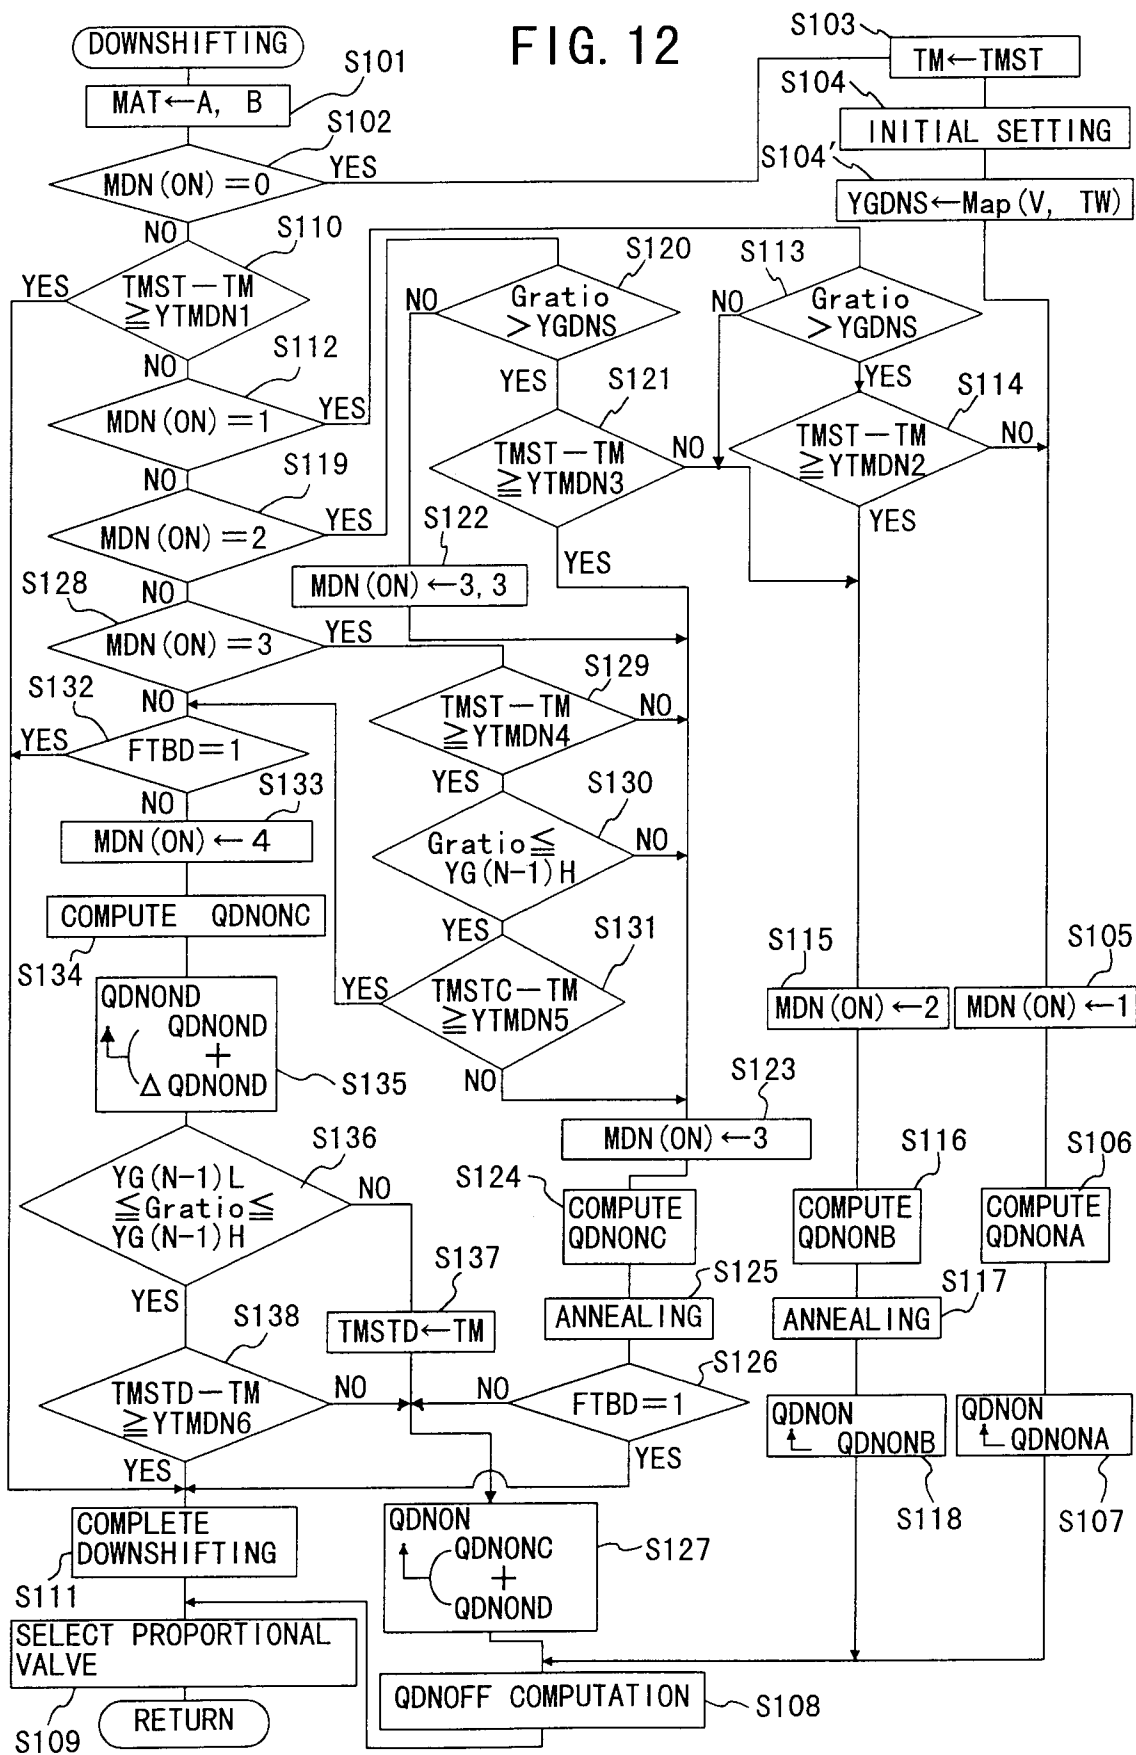 FIG. 12
DOWNSHIFTING
S101
MAT←A, B
S102
MDN(ON)=0
YES
NO
S103
TM←TMST
S104
INITIAL SETTING
S104'
YGDNS←Map(V, TW)
S110
TMST−TM
≧YTMDN1
YES
NO
S112
MDN(ON)=1
YES
NO
S120
Gratio
>YGDNS
NO
YES
S113
Gratio
>YGDNS
NO
YES
S121
TMST−TM
≧YTMDN3
NO
YES
S114
TMST−TM
≧YTMDN2
NO
YES
S119
MDN(ON)=2
YES
NO
S122
MDN(ON)←3,3
S128
MDN(ON)=3
YES
NO
S129
TMST−TM
≧YTMDN4
NO
YES
S132
FTBD=1
YES
NO
S130
Gratio≦
YG(N-1)H
NO
YES
S133
MDN(ON)←4
COMPUTE QDNONC
S134
S131
TMSTC−TM
≧YTMDN5
YES
NO
S115
MDN(ON)←2
S105
MDN(ON)←1
QDNOND
QDNOND
+
Δ QDNOND
S135
S123
MDN(ON)←3
S136
YG(N-1)L
≦Gratio≦
YG(N-1)H
NO
YES
S124
COMPUTE
QDNONC
S116
COMPUTE
QDNONB
S106
COMPUTE
QDNONA
S137
TMSTD←TM
S125
ANNEALING
S117
ANNEALING
S138
TMSTD−TM
≧YTMDN6
NO
YES
S126
FTBD=1
NO
YES
QDNON
QDNONB
S118
QDNON
QDNONA
S107
COMPLETE
DOWNSHIFTING
S111
QDNON
QDNONC
+
QDNOND
S127
SELECT PROPORTIONAL
VALVE
S109
QDNOFF COMPUTATION
S108
RETURN